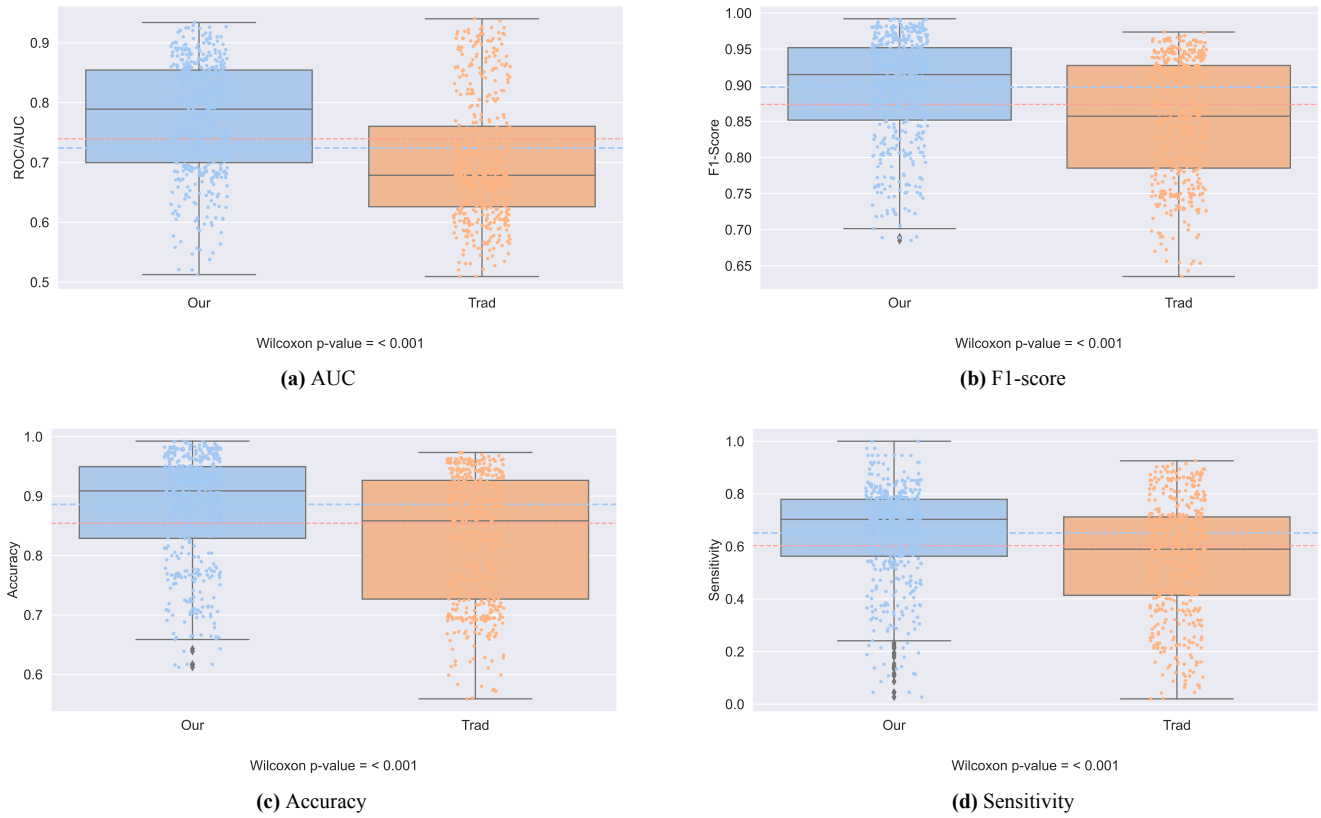 0.9
0.8
0.7
0.6
0.5
ROC/AUC
Our
Trad
Wilcoxon p-value = < 0.001
(a) AUC
1.00
0.95
0.90
0.85
0.80
0.75
0.70
0.65
F1-Score
Our
Trad
Wilcoxon p-value = < 0.001
(b) F1-score
1.0
0.9
0.8
0.7
0.6
Accuracy
Our
Trad
Wilcoxon p-value = < 0.001
(c) Accuracy
1.0
0.8
0.6
0.4
0.2
0.0
Sensitivity
Our
Trad
Wilcoxon p-value = < 0.001
(d) Sensitivity